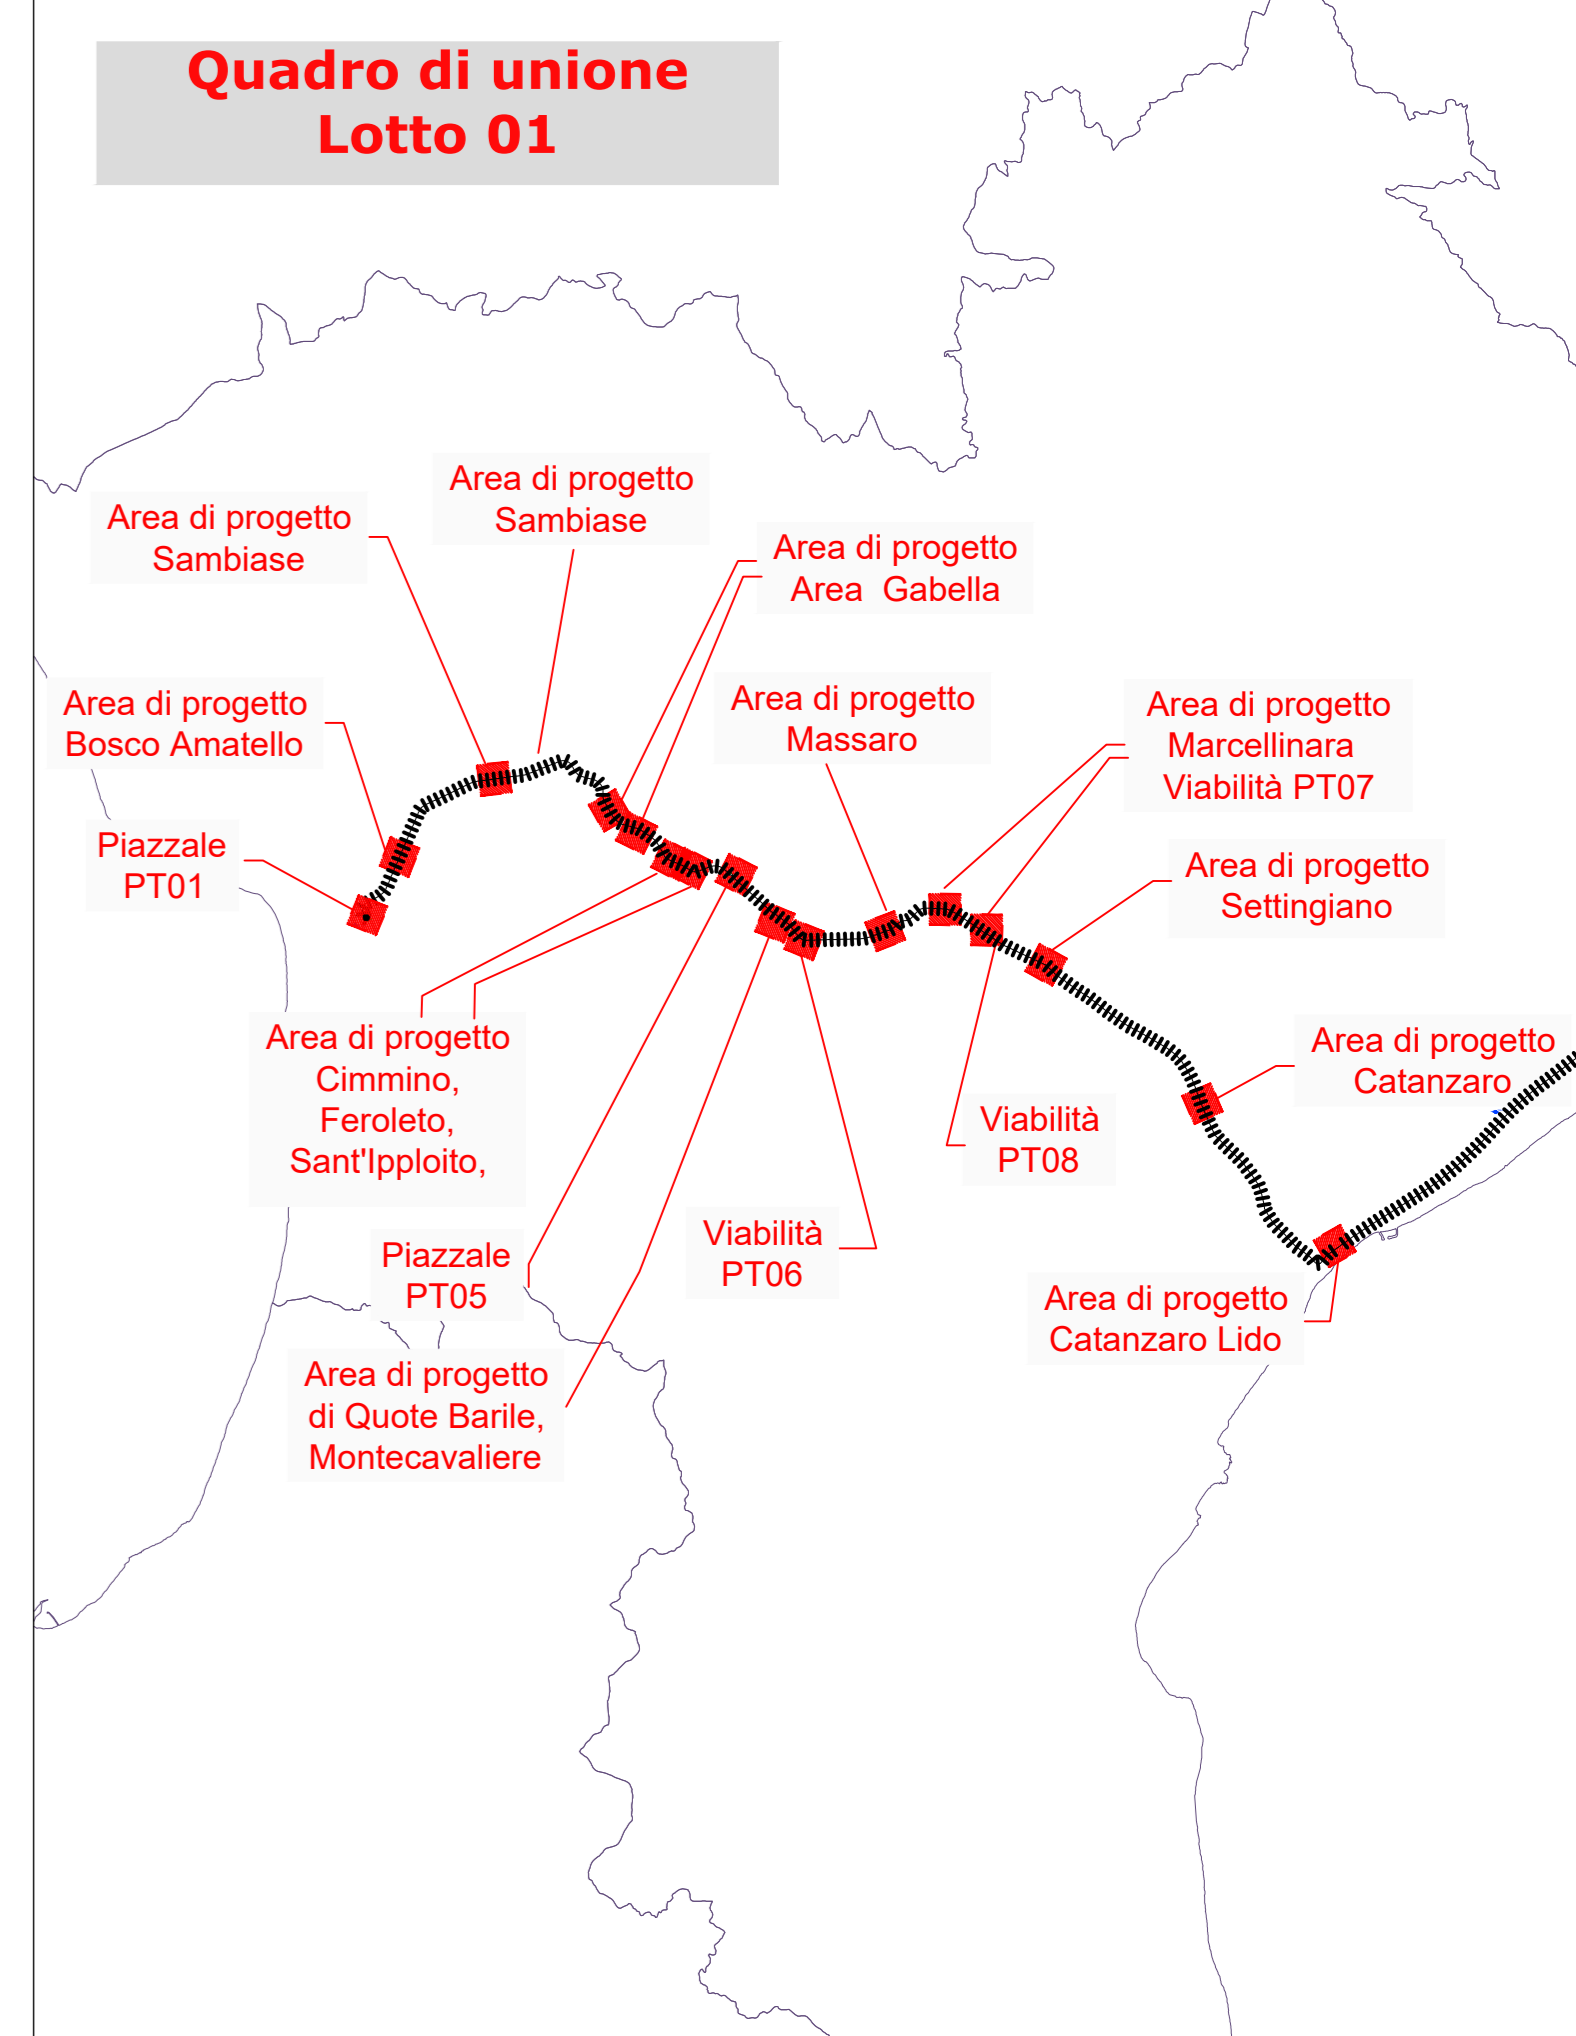 Quadro di unione
Lotto 01
Area di progetto
Sambiase
Area di progetto
Sambiase
Area di progetto
Area  Gabella
Area di progetto
Bosco Amatello
Area di progetto
Massaro
Area di progetto
Marcellinara
Viabilità PT07
Piazzale
PT01
Area di progetto
Settingiano
Area di progetto
Cimmino,
Feroleto,
Sant'Ipploito,
Area di progetto
Catanzaro
Viabilità
PT08
Piazzale
PT05
Viabilità
PT06
Area di progetto
Catanzaro Lido
Area di progetto
di Quote Barile,
Montecavaliere